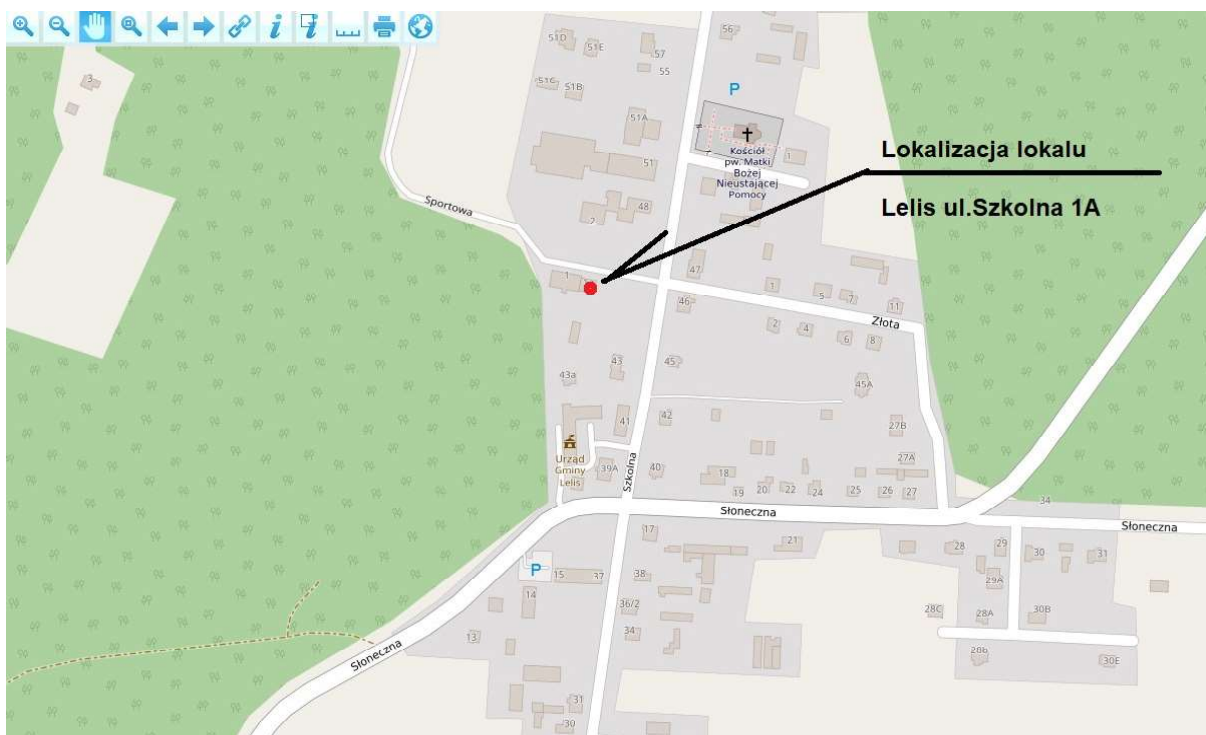 51D
51E
57
56
55
51C
51B
3
P
51A
Kościół
pw. Matki
Bożej
Nieustającej
Pomocy
1
51
Lokalizacja lokalu
Lelis ul.Szkolna 1A
Sportowa
2
48
1
47
46
1
5
7
11
Złota
2
4
6
8
43
43a
45
45A
41
42
27B
Urząd
Gminy
Lelis
39A
Szkolna
40
18
27A
19
20
22
24
25
26
27
34
Słoneczna
Słoneczna
17
21
28
29
30
31
P
15
37
38
29A
14
36/2
28C
28A
30B
13
34
Słoneczna
28b
30E
31
30